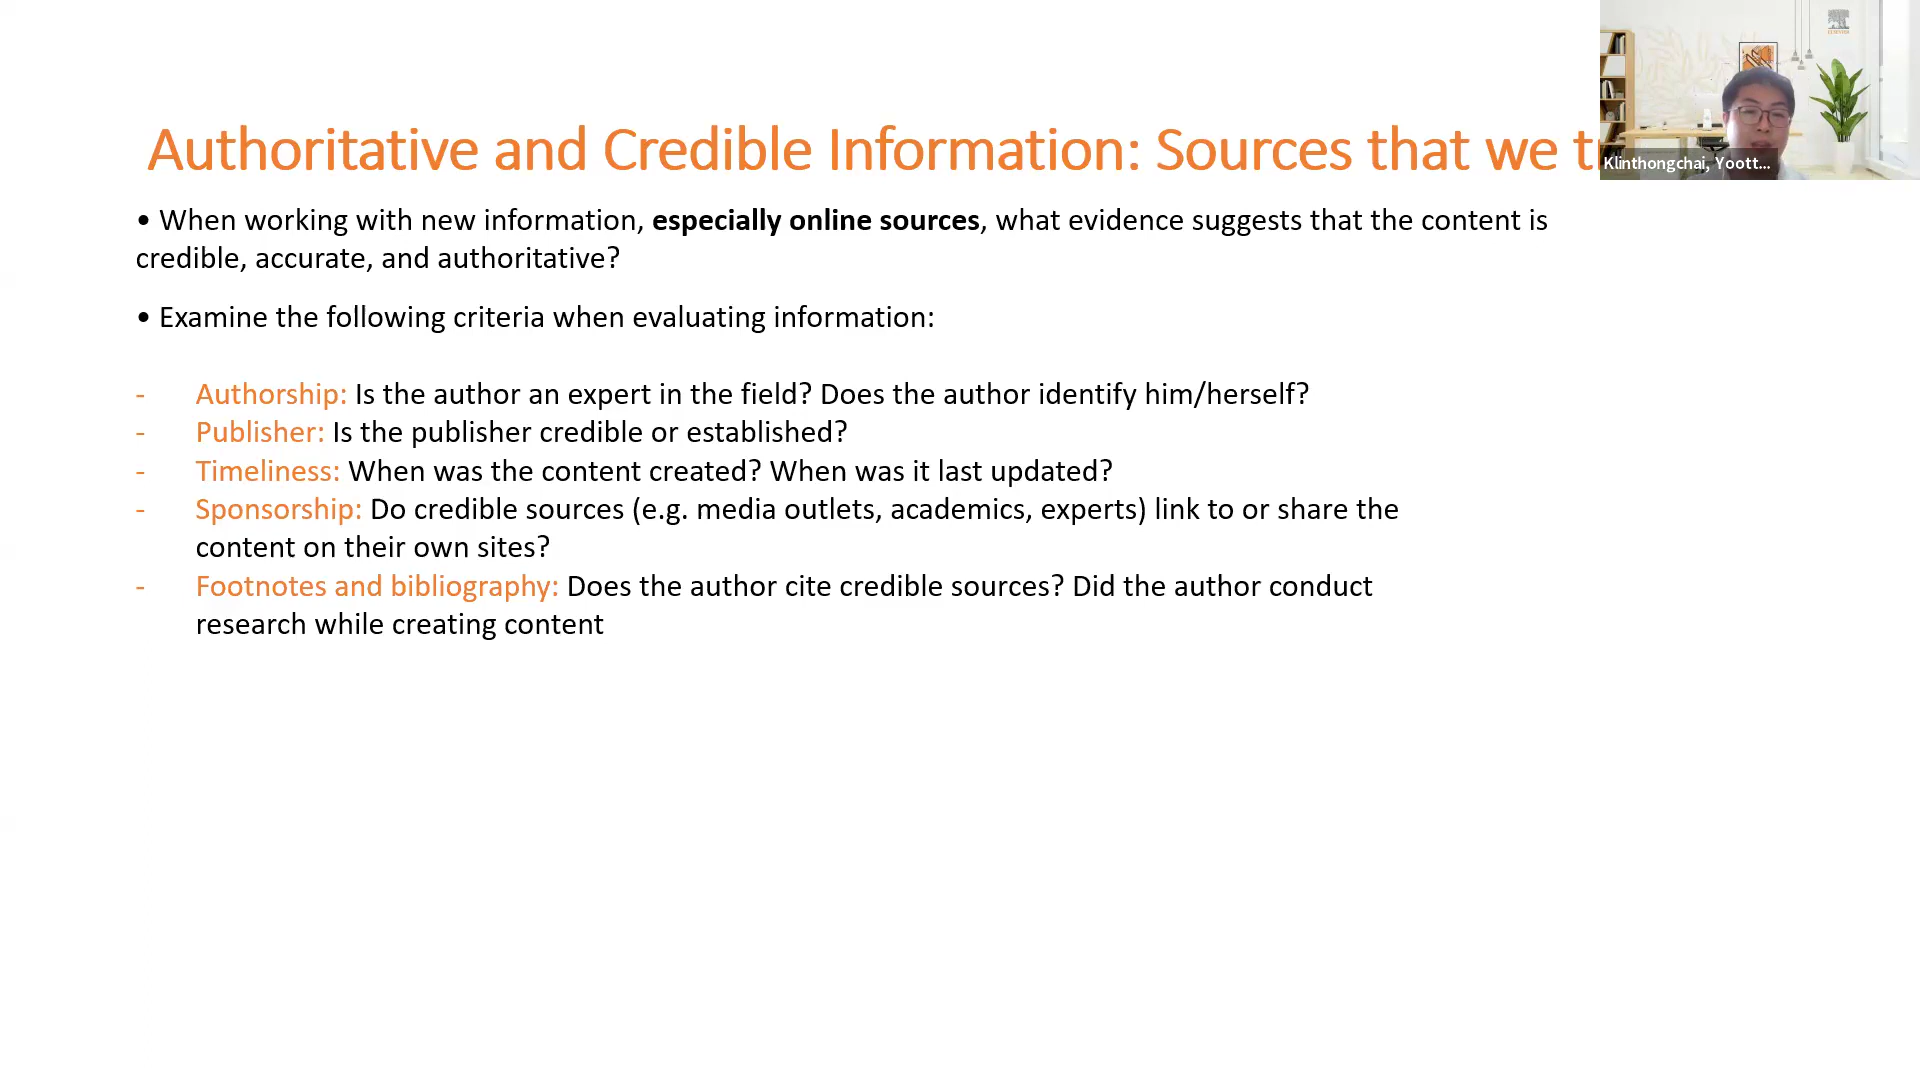 Authoritative and Credible Information: Sources that we t
Klinthongchai, Yoott...
• When working with new information, especially online sources, what evidence suggests that the content is
credible, accurate, and authoritative?
• Examine the following criteria when evaluating information:
- Authorship: Is the author an expert in the field? Does the author identify him/herself?
- Publisher: Is the publisher credible or established?
- Timeliness: When was the content created? When was it last updated?
- Sponsorship: Do credible sources (e.g. media outlets, academics, experts) link to or share the
content on their own sites?
- Footnotes and bibliography: Does the author cite credible sources? Did the author conduct
research while creating content